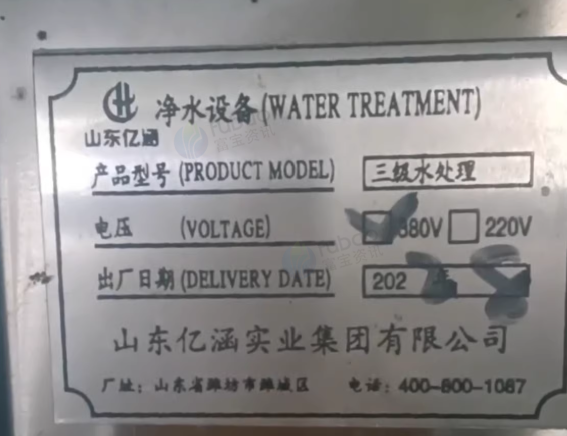 净水设备(WATER TREATMENT)
山东亿涵
产品型号(PRODUCT MODEL) 三级水处理
电压 (VOLTAGE) 380V 220V
出厂日期(DELIVERY DATE) 202
山东亿涵实业集团有限公司
厂址：山东省潍坊市潍城区 电话：400-800-1087